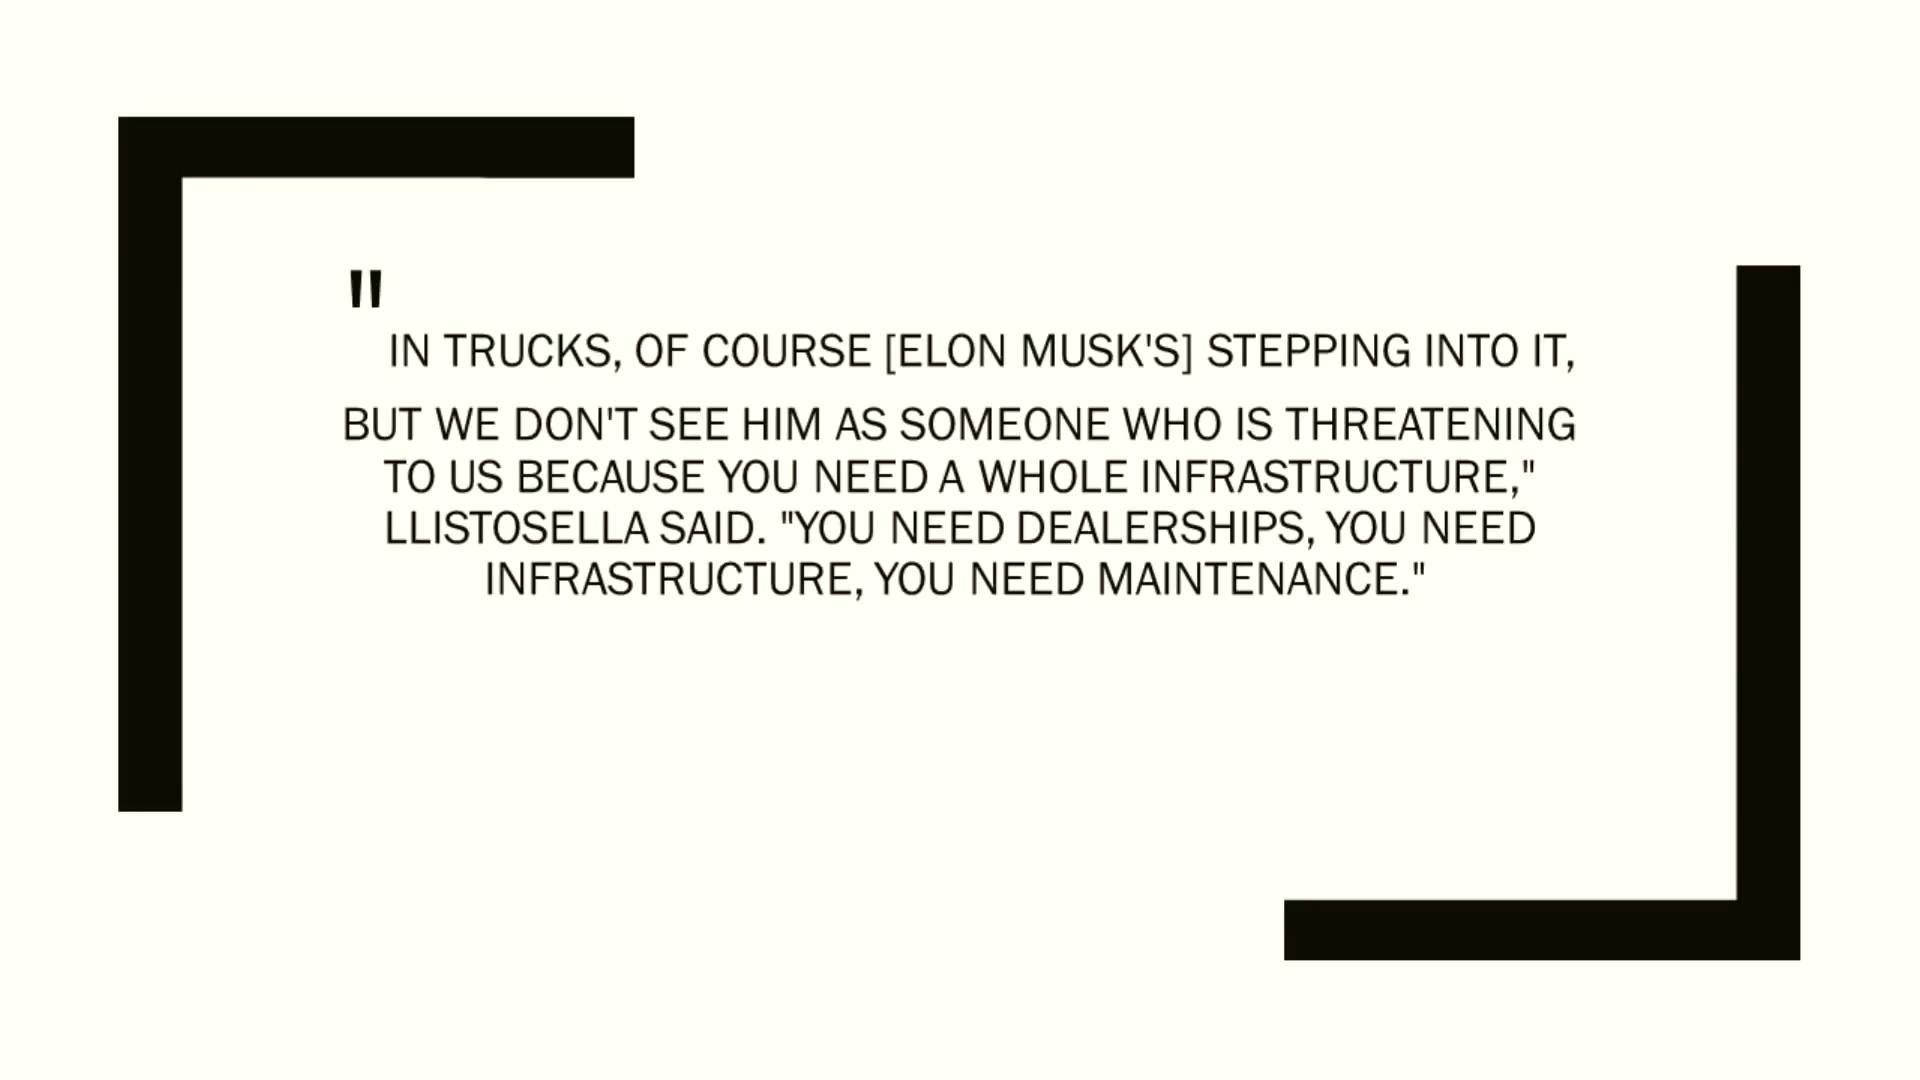 "
IN TRUCKS, OF COURSE [ELON MUSK'S] STEPPING INTO IT,
BUT WE DON'T SEE HIM AS SOMEONE WHO IS THREATENING
TO US BECAUSE YOU NEED A WHOLE INFRASTRUCTURE,"
LLISTOSELLA SAID. "YOU NEED DEALERSHIPS, YOU NEED
INFRASTRUCTURE, YOU NEED MAINTENANCE."